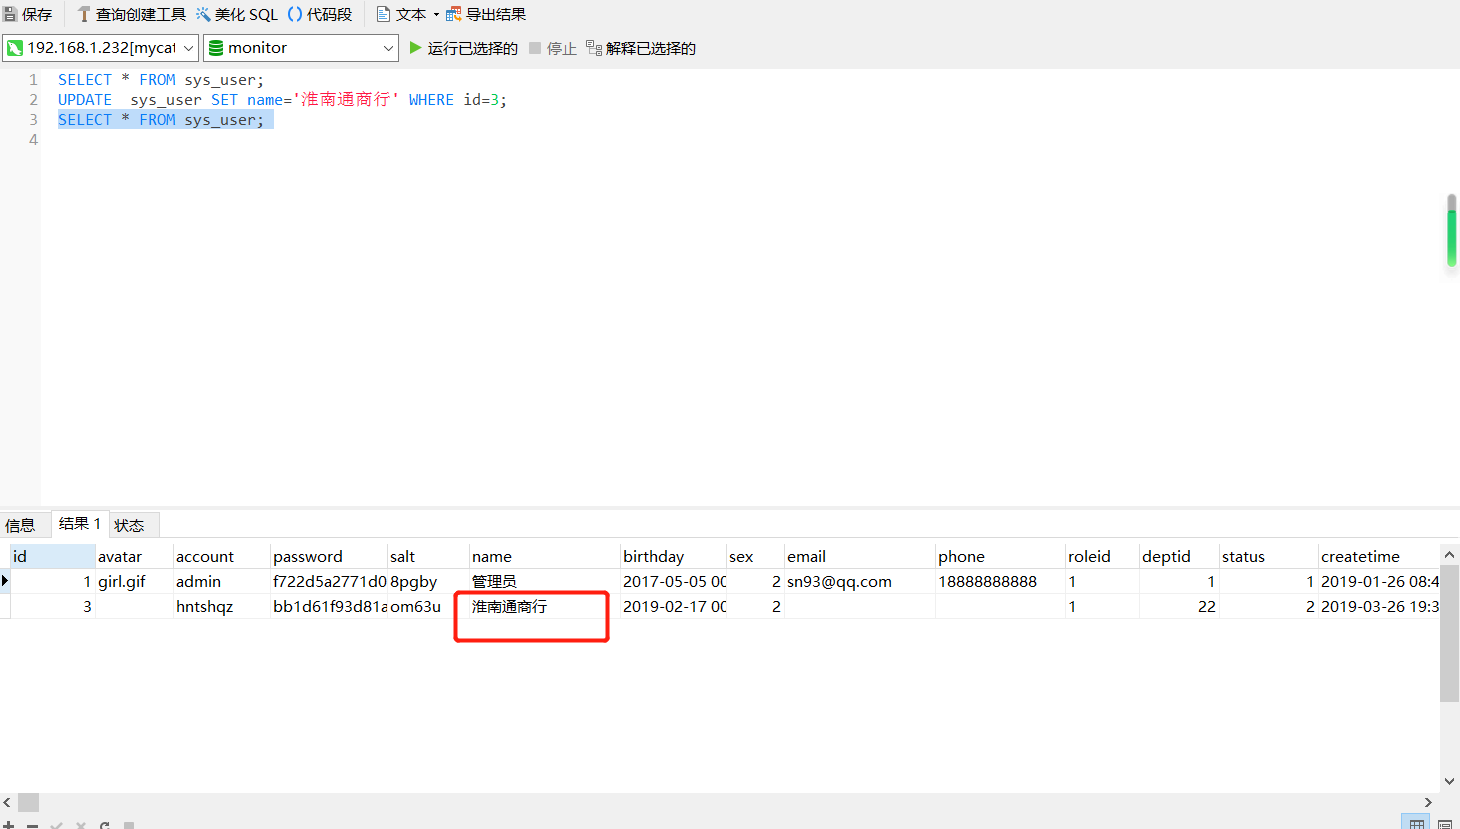 保存 查询创建工具 美化 SQL () 代码段 文本 导出结果
192.168.1.232[mycat monitor 运行已选择的 停止 解释已选择的
1 SELECT * FROM sys_user;
2 UPDATE sys_user SET name='淮南通商行' WHERE id=3;
3 SELECT * FROM sys_user;
4
信息 结果 1 状态
id avatar account password salt name birthday sex email phone roleid deptid status createtime
1 girl.gif admin f722d5a2771d0 8pgby 管理员 2017-05-05 00 2 sn93@qq.com 18888888888 1 1 1 2019-01-26 08:4
3 hntshqz bb1d61f93d81a om63u 淮南通商行 2019-02-17 00 2 1 22 2 2019-03-26 19:3